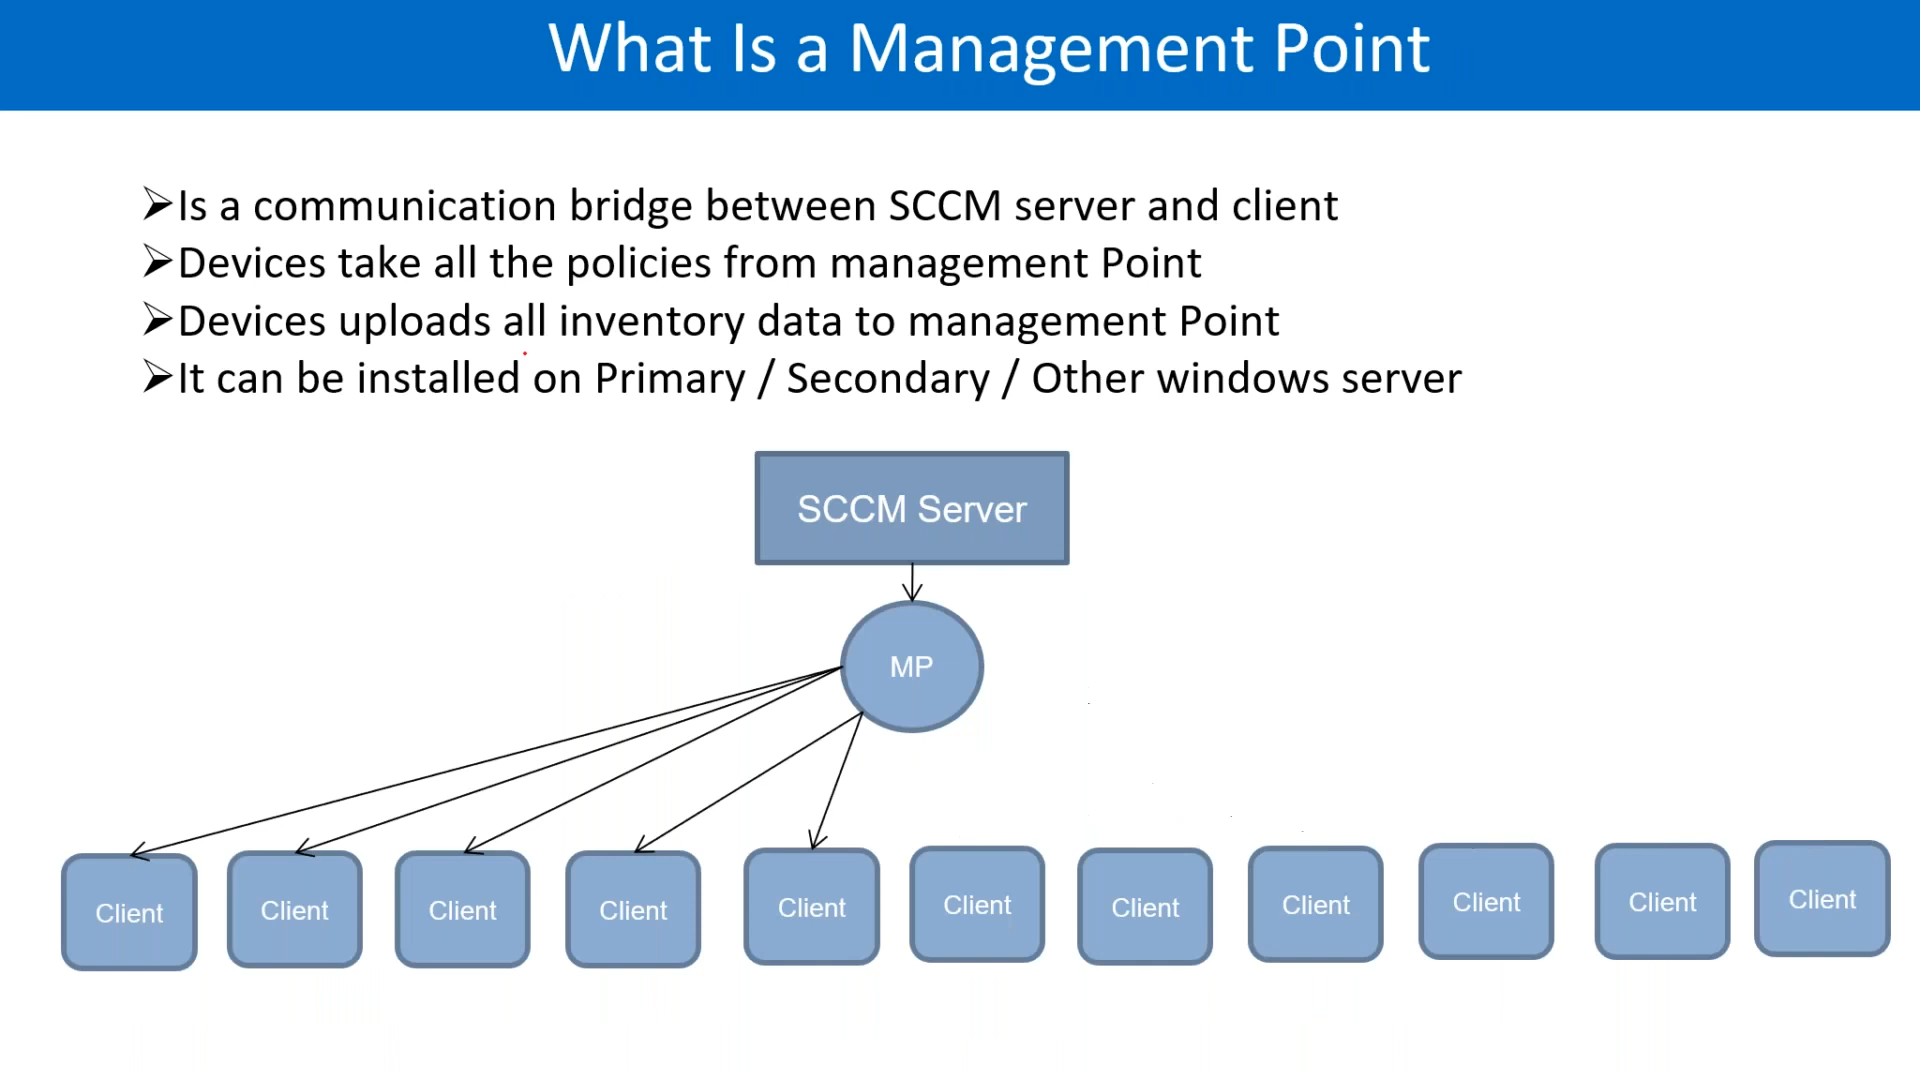 What Is a Management Point
➢Is a communication bridge between SCCM server and client
➢Devices take all the policies from management Point
➢Devices uploads all inventory data to management Point
➢It can be installed on Primary / Secondary / Other windows server
SCCM Server
MP
Client
Client
Client
Client
Client
Client
Client
Client
Client
Client
Client